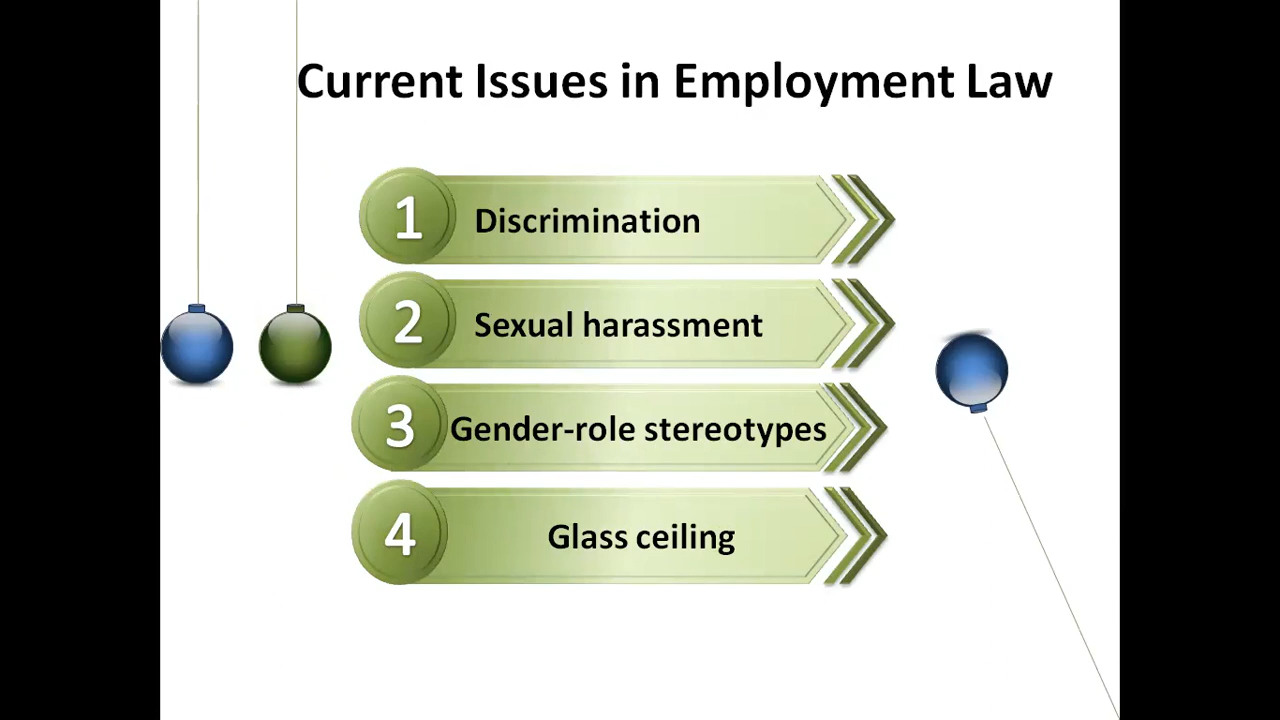 Current Issues in Employment Law
1 Discrimination
2 Sexual harassment
3 Gender-role stereotypes
4 Glass ceiling